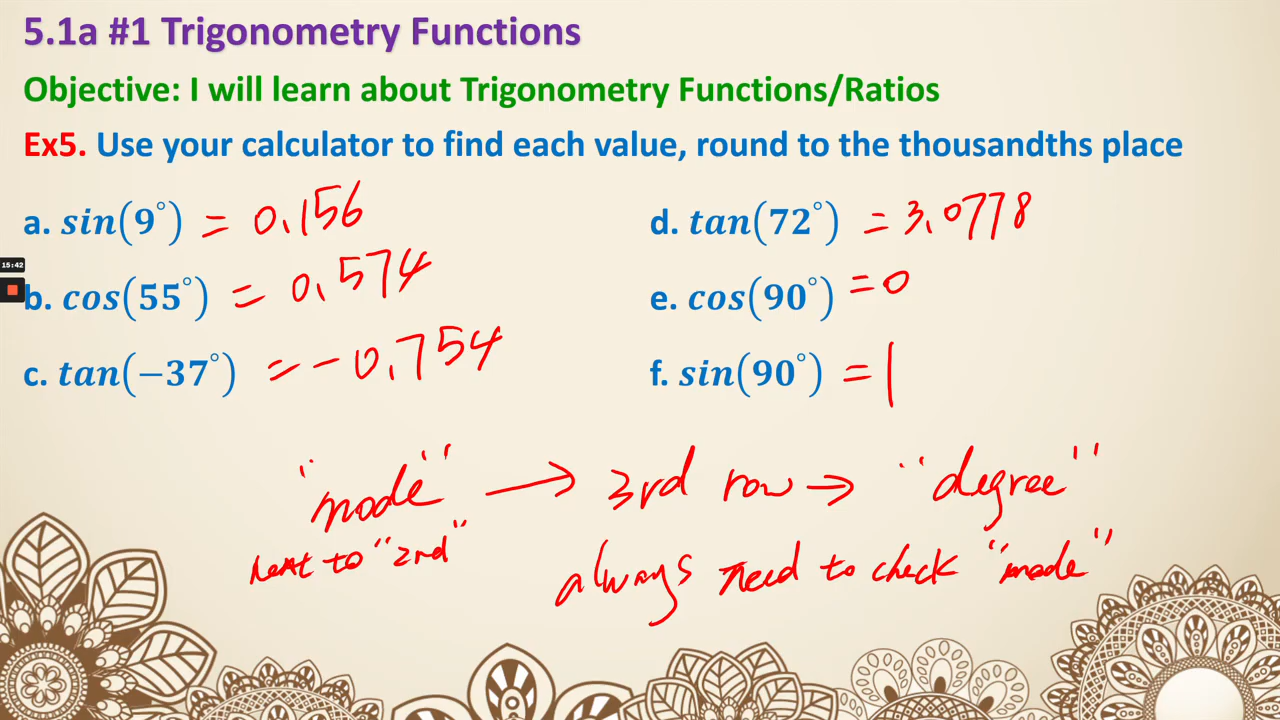 5.1a #1 Trigonometry Functions
Objective: I will learn about Trigonometry Functions/Ratios
Ex5. Use your calculator to find each value, round to the thousandths place
a. sin(9°) = 0.156
b. cos(55°) = 0.574
c. tan(−37°) = -0.754
d. tan(72°) = 3.0778
e. cos(90°) = 0
f. sin(90°) = 1
15:42
"mode" → 3rd row → "degree"
next to "2nd"
always need to check "mode"